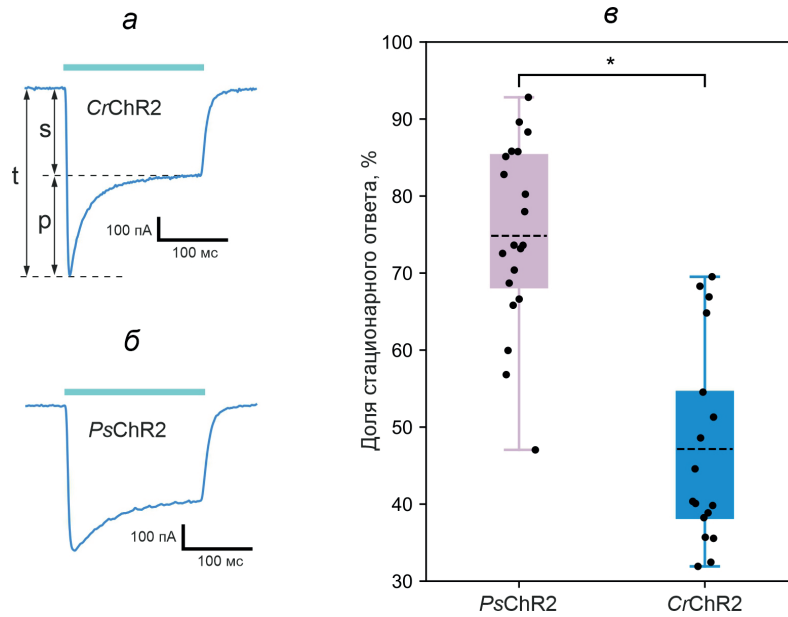 а
CrChR2
t
s
p
100 пА
100 мс
б
PsChR2
100 пА
100 мс
в
Доля стационарного ответа, %
100
90
80
70
60
50
40
30
*
PsChR2
CrChR2